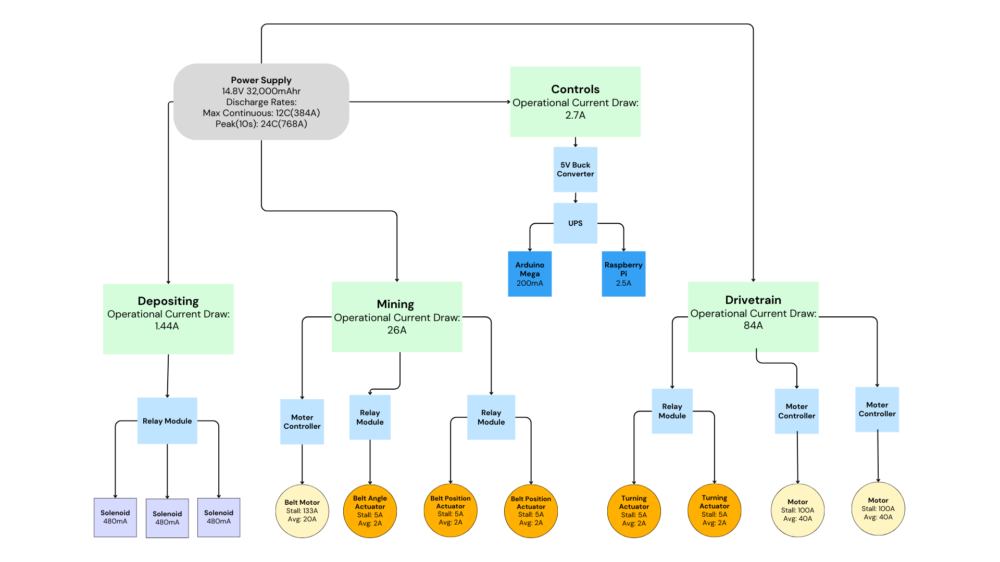 Power Supply
14.8V 32,000mAhr
Discharge Rates:
Max Continuous: 12C(384A)
Peak(10s): 24C(768A)
Controls
Operational Current Draw:
2.7A
5V Buck
Converter
UPS
Arduino
Mega
200mA
Raspberry
Pi
2.5A
Depositing
Operational Current Draw:
1.44A
Mining
Operational Current Draw:
26A
Drivetrain
Operational Current Draw:
84A
Relay Module
Moter
Controller
Relay
Module
Relay
Module
Relay
Module
Moter
Controller
Moter
Controller
Solenoid
480mA
Solenoid
480mA
Solenoid
480mA
Belt Motor
Stall: 133A
Avg: 20A
Belt Angle
Actuator
Stall: 5A
Avg: 2A
Belt Position
Actuator
Stall: 5A
Avg: 2A
Belt Position
Actuator
Stall: 5A
Avg: 2A
Turning
Actuator
Stall: 5A
Avg: 2A
Turning
Actuator
Stall: 5A
Avg: 2A
Motor
Stall: 100A
Avg: 40A
Motor
Stall: 100A
Avg: 40A